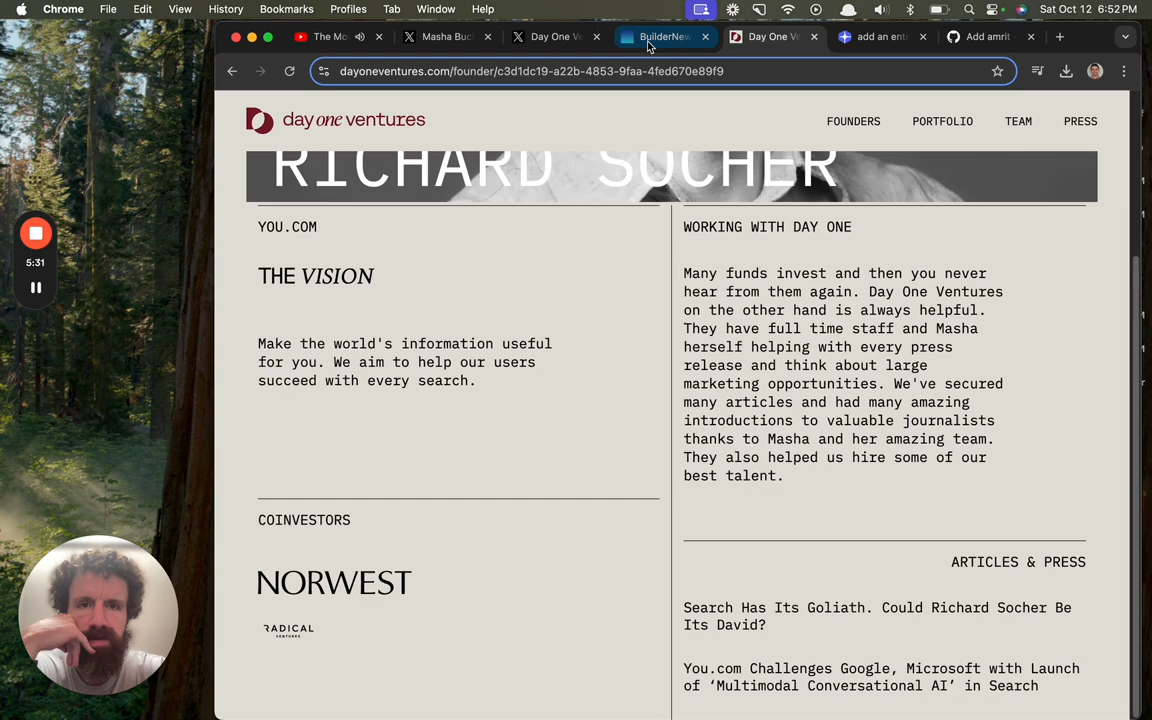 Chrome File Edit View History Bookmarks Profiles Tab Window Help Sat Oct 12 6:52 PM
The Mo Masha Buc Day One Ve BuilderNew Day One Ve add an ent Add amrit
dayoneventures.com/founder/c3d1dc19-a22b-4853-9faa-4fed670e89f9
day one ventures
FOUNDERS PORTFOLIO TEAM PRESS
RICHARD SOCHER
YOU.COM
THE VISION
Make the world's information useful
for you. We aim to help our users
succeed with every search.
COINVESTORS
NORWEST
RADICAL
VENTURES
WORKING WITH DAY ONE
Many funds invest and then you never
hear from them again. Day One Ventures
on the other hand is always helpful.
They have full time staff and Masha
herself helping with every press
release and think about large
marketing opportunities. We've secured
many articles and had many amazing
introductions to valuable journalists
thanks to Masha and her amazing team.
They also helped us hire some of our
best talent.
ARTICLES & PRESS
Search Has Its Goliath. Could Richard Socher Be
Its David?
You.com Challenges Google, Microsoft with Launch
of ‘Multimodal Conversational AI’ in Search
5:31